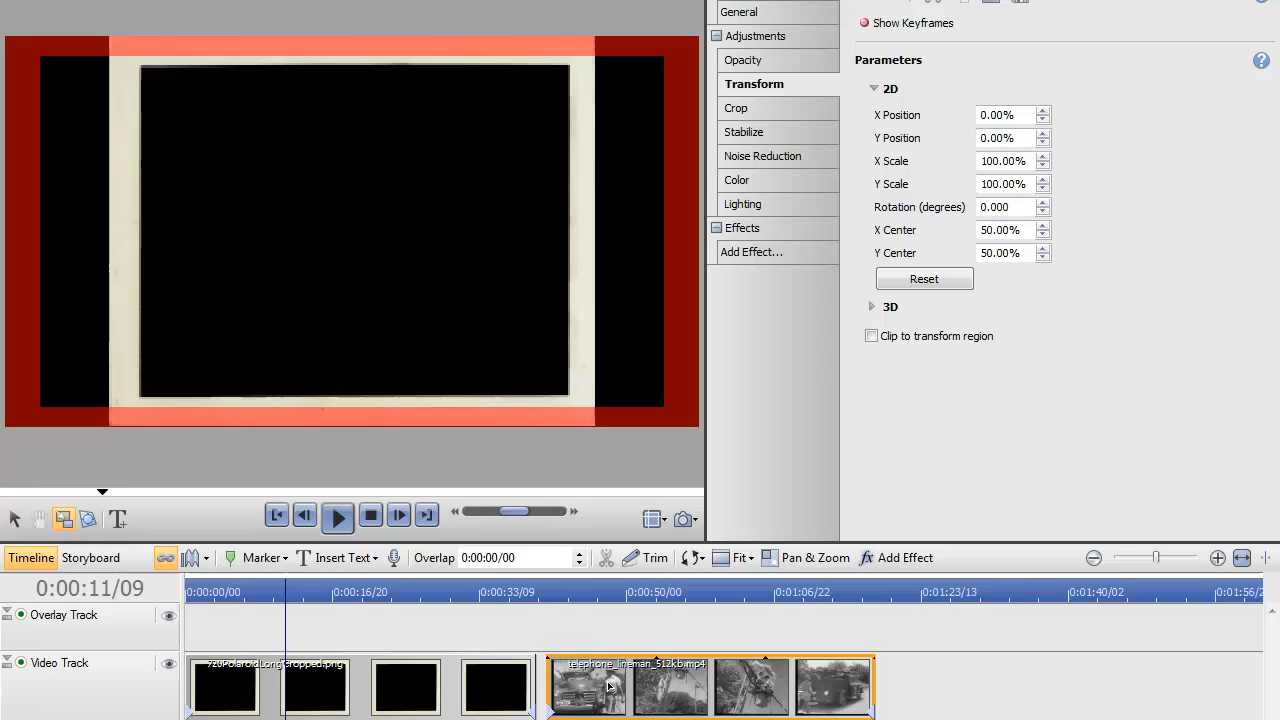 General
Show Keyframes
Adjustments
Opacity
Parameters
Transform
2D
Crop
X Position 0.00%
Stabilize
Y Position 0.00%
Noise Reduction
X Scale 100.00%
Color
Y Scale 100.00%
Lighting
Rotation (degrees) 0.000
Effects
X Center 50.00%
Add Effect...
Y Center 50.00%
Reset
3D
Clip to transform region
Timeline Storyboard Marker Insert Text Overlap 0:00:00/00 Trim Fit Pan & Zoom Add Effect
0:00:11/09
0:00:00/00 0:00:16/20 0:00:33/09 0:00:50/00 0:01:06/22 0:01:23/13 0:01:40/02 0:01:56/
Overlay Track
Video Track
720PolaroidLongCropped.png telephone_lineman_512kb.mp4